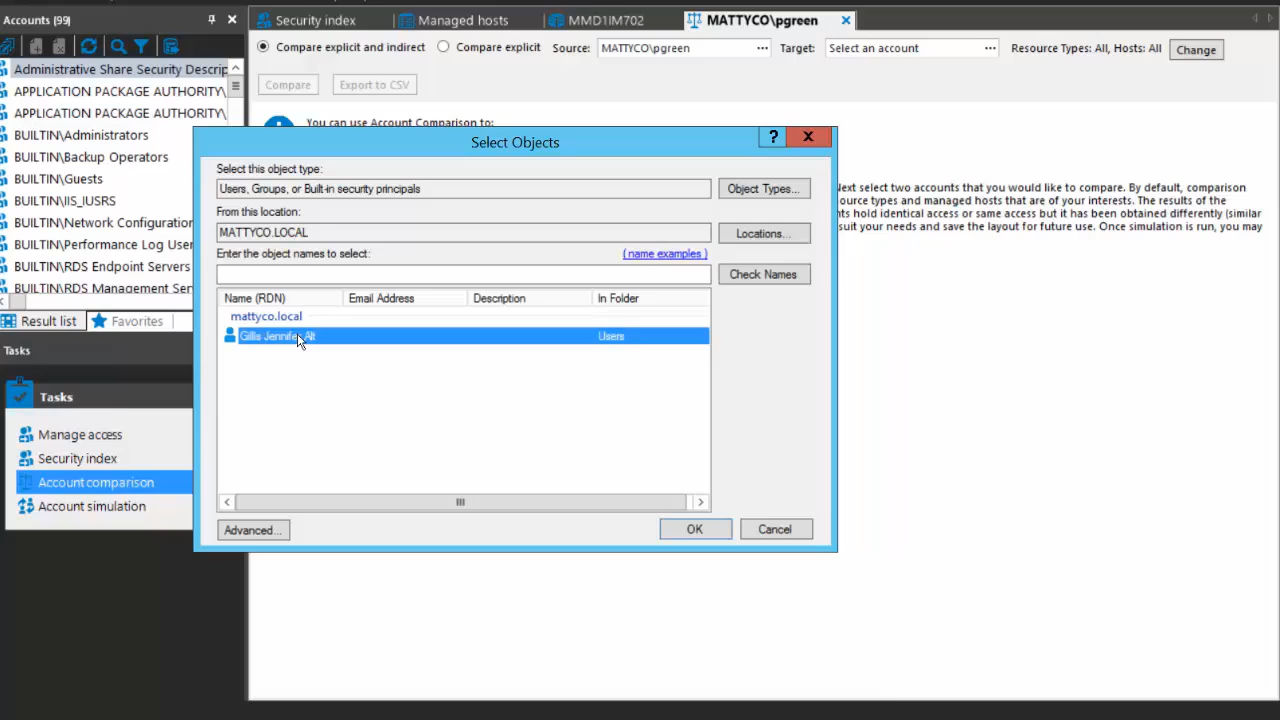 Accounts (99)
Security index
Managed hosts
MMD1IM702
MATTYCO\pgreen
Compare explicit and indirect
Compare explicit
Source:
MATTYCO\pgreen
Target:
Select an account
Resource Types: All, Hosts: All
Change
Compare
Export to CSV
Administrative Share Security Descrip
APPLICATION PACKAGE AUTHORITY\
APPLICATION PACKAGE AUTHORITY\
BUILTIN\Administrators
BUILTIN\Backup Operators
BUILTIN\Guests
BUILTIN\IIS_IUSRS
BUILTIN\Network Configuration
BUILTIN\Performance Log User
BUILTIN\RDS Endpoint Servers
BUILTIN\RDS Management Ser
Result list
Favorites
Tasks
Tasks
Manage access
Security index
Account comparison
Account simulation
You can use Account Comparison to:
Next select two accounts that you would like to compare. By default, comparison
ource types and managed hosts that are of your interests. The results of the
nts hold identical access or same access but it has been obtained differently (similar
suit your needs and save the layout for future use. Once simulation is run, you may
Select Objects
?
Select this object type:
Users, Groups, or Built-in security principals
Object Types...
From this location:
MATTYCO.LOCAL
Locations...
Enter the object names to select:
( name examples )
Check Names
Name (RDN)
Email Address
Description
In Folder
mattyco.local
Gillis Jennifer Alt
Users
Advanced...
OK
Cancel